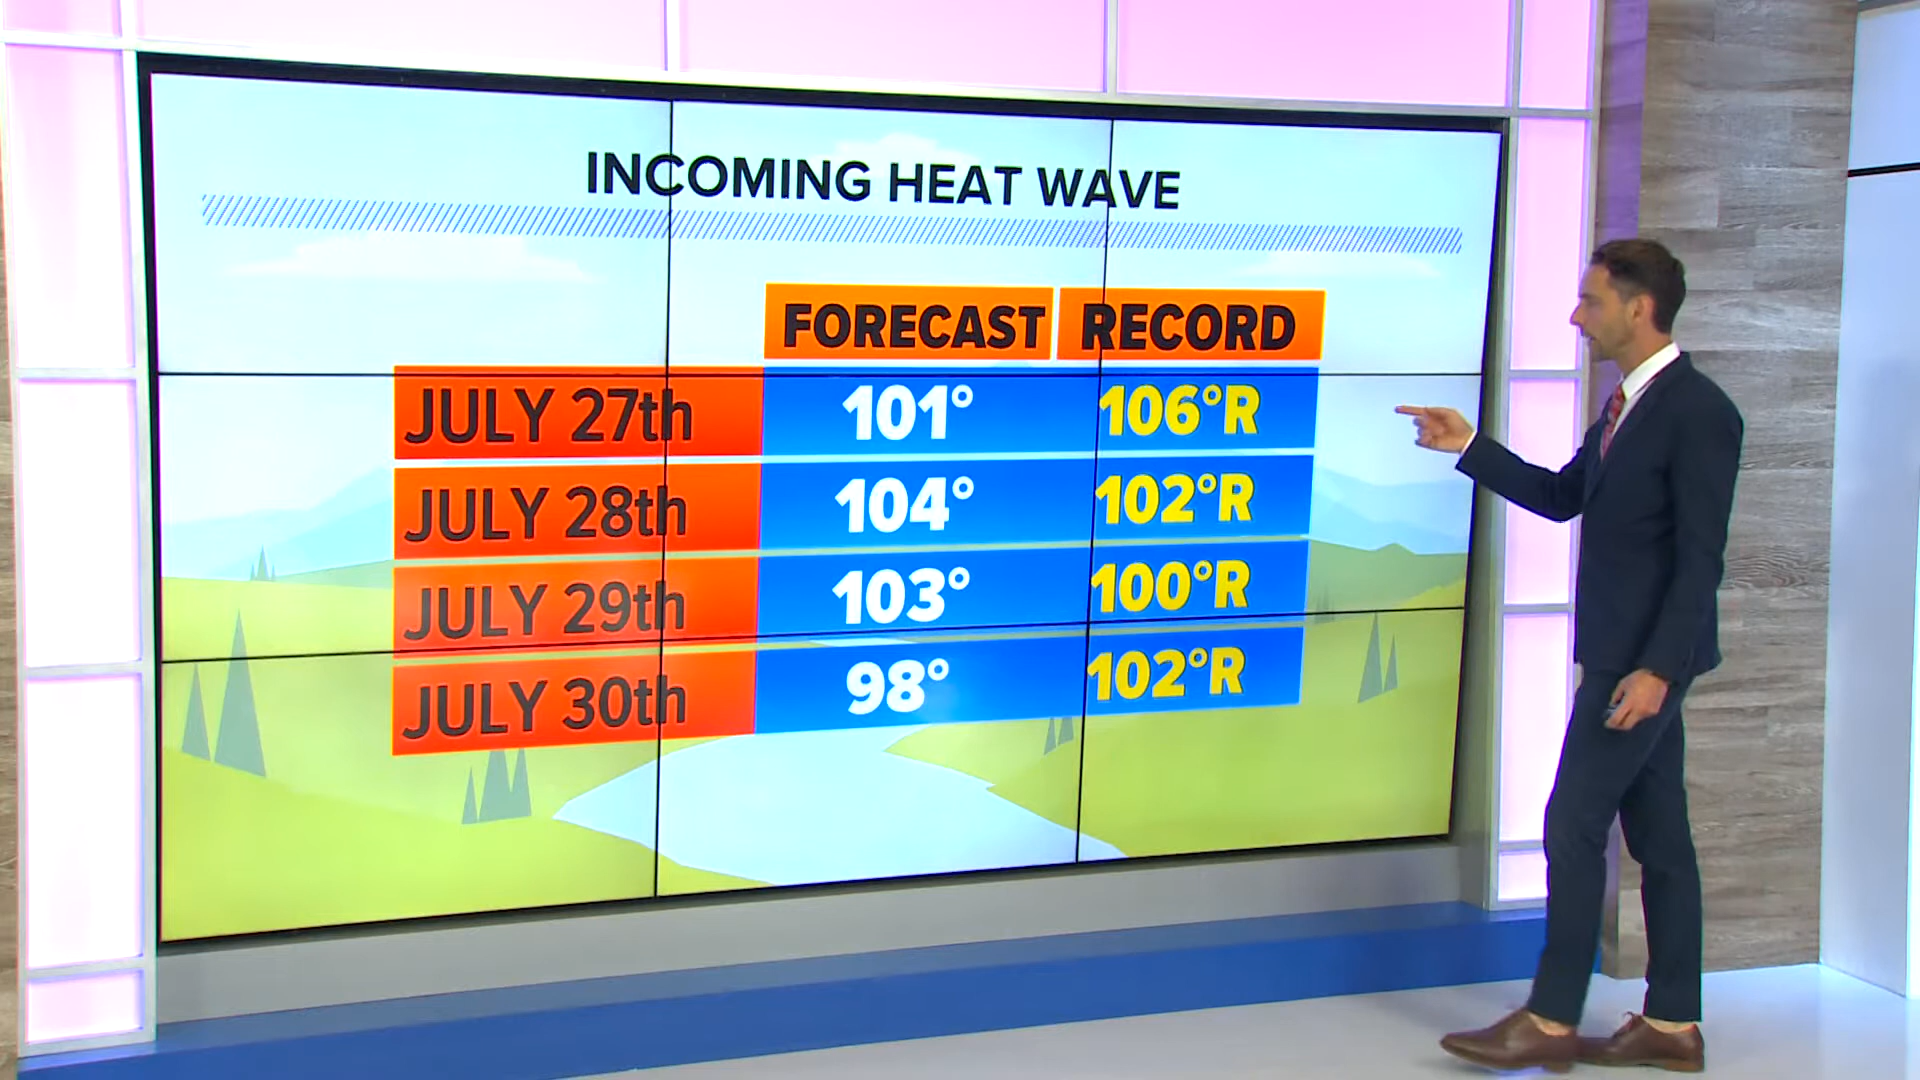 INCOMING HEAT WAVE
FORECAST RECORD
JULY 27th 101° 106°R
JULY 28th 104° 102°R
JULY 29th 103° 100°R
JULY 30th 98° 102°R